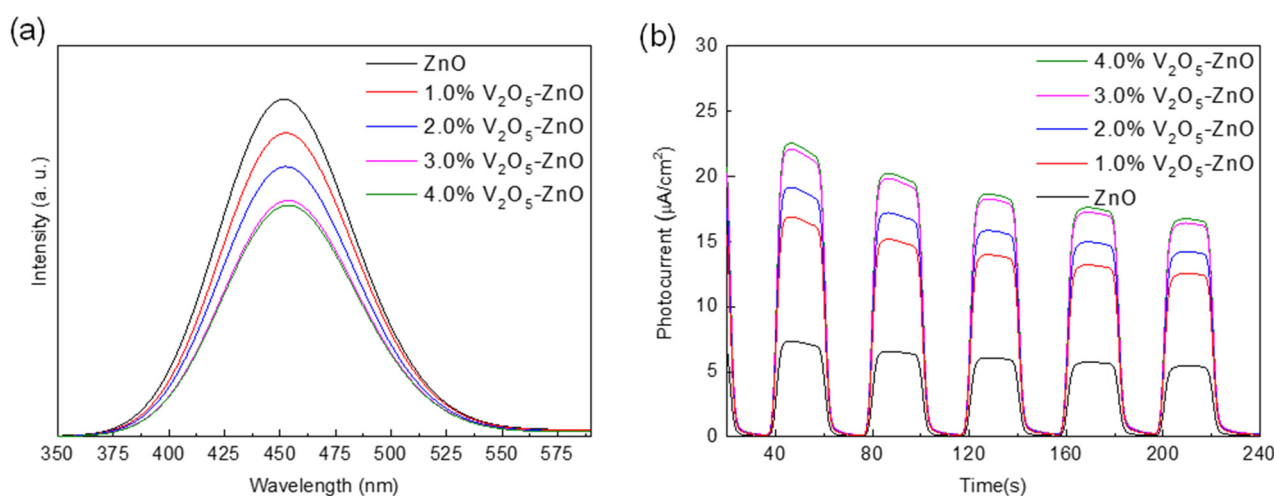 (a)
ZnO
1.0% V₂O₅-ZnO
2.0% V₂O₅-ZnO
3.0% V₂O₅-ZnO
4.0% V₂O₅-ZnO
Intensity (a. u.)
350 375 400 425 450 475 500 525 550 575
Wavelength (nm)
(b)
30
25
20
15
10
5
0
4.0% V₂O₅-ZnO
3.0% V₂O₅-ZnO
2.0% V₂O₅-ZnO
1.0% V₂O₅-ZnO
ZnO
Photocurrent (μA/cm²)
40 80 120 160 200 240
Time(s)